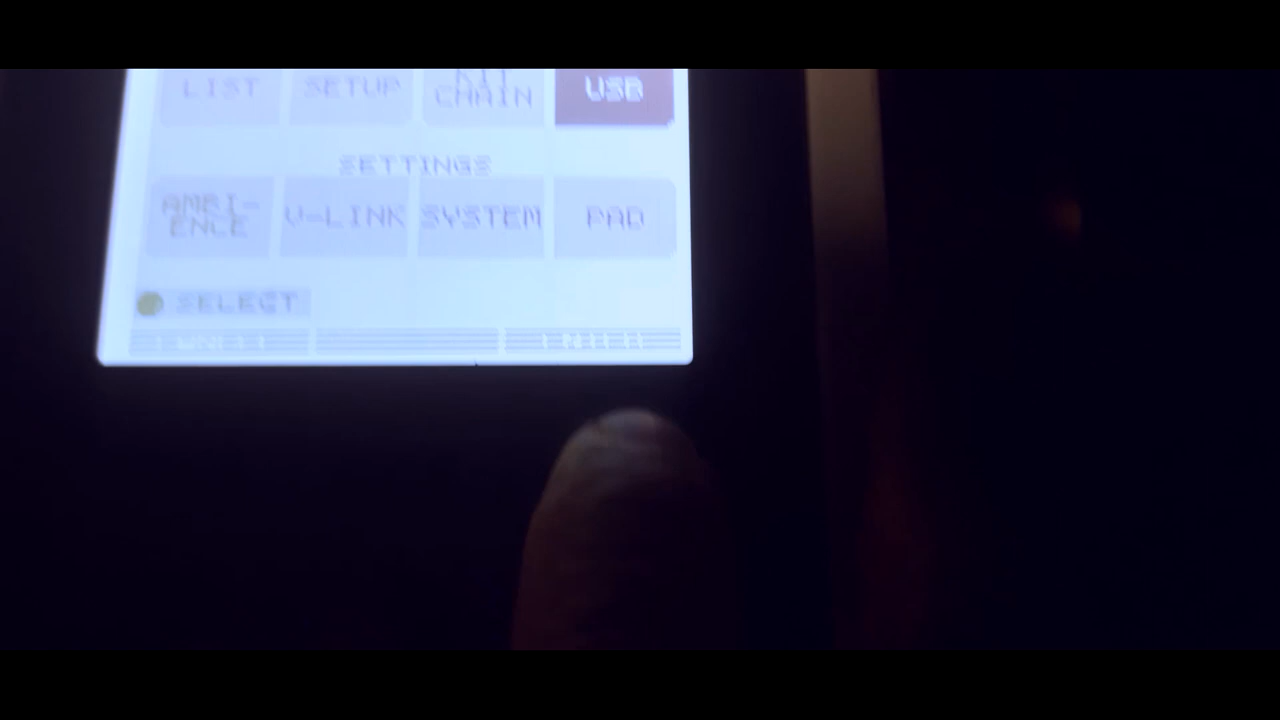 LIST SETUP KIT CHAIN USB
SETTINGS
AMBI-ENCE V-LINK SYSTEM PAD
SELECT